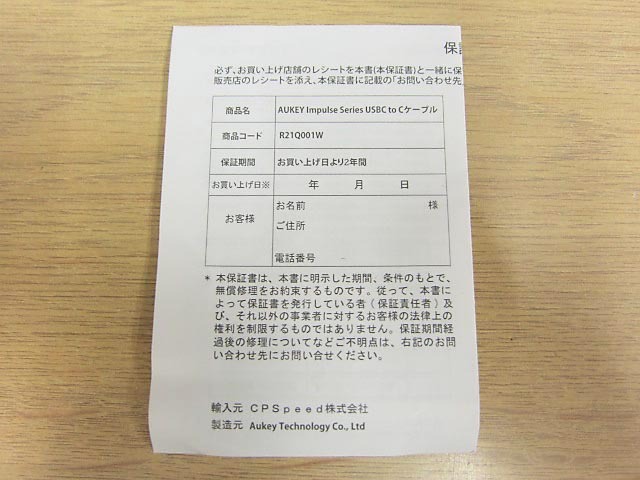 保証
必ず、お買い上げ店舗のレシートを本書(本保証書)と一緒に保
販売店のレシートを添え、本保証書に記載の「お問い合わせ先
商品名 AUKEY Impulse Series USBC to Cケーブル
商品コード R21Q001W
保証期間 お買い上げ日より2年間
お買い上げ日※ 年 月 日
お客様 お名前 様
ご住所
電話番号 -
* 本保証書は、本書に明示した期間、条件のもとで、
無償修理をお約束するものです。従って、本書に
よって保証書を発行している者(保証責任者)及
び、それ以外の事業者に対するお客様の法律上の
権利を制限するものではありません。保証期間経
過後の修理についてなどご不明点は、右記のお問
い合わせ先にお問い合せください。
輸入元 CPSpeed株式会社
製造元 Aukey Technology Co., Ltd